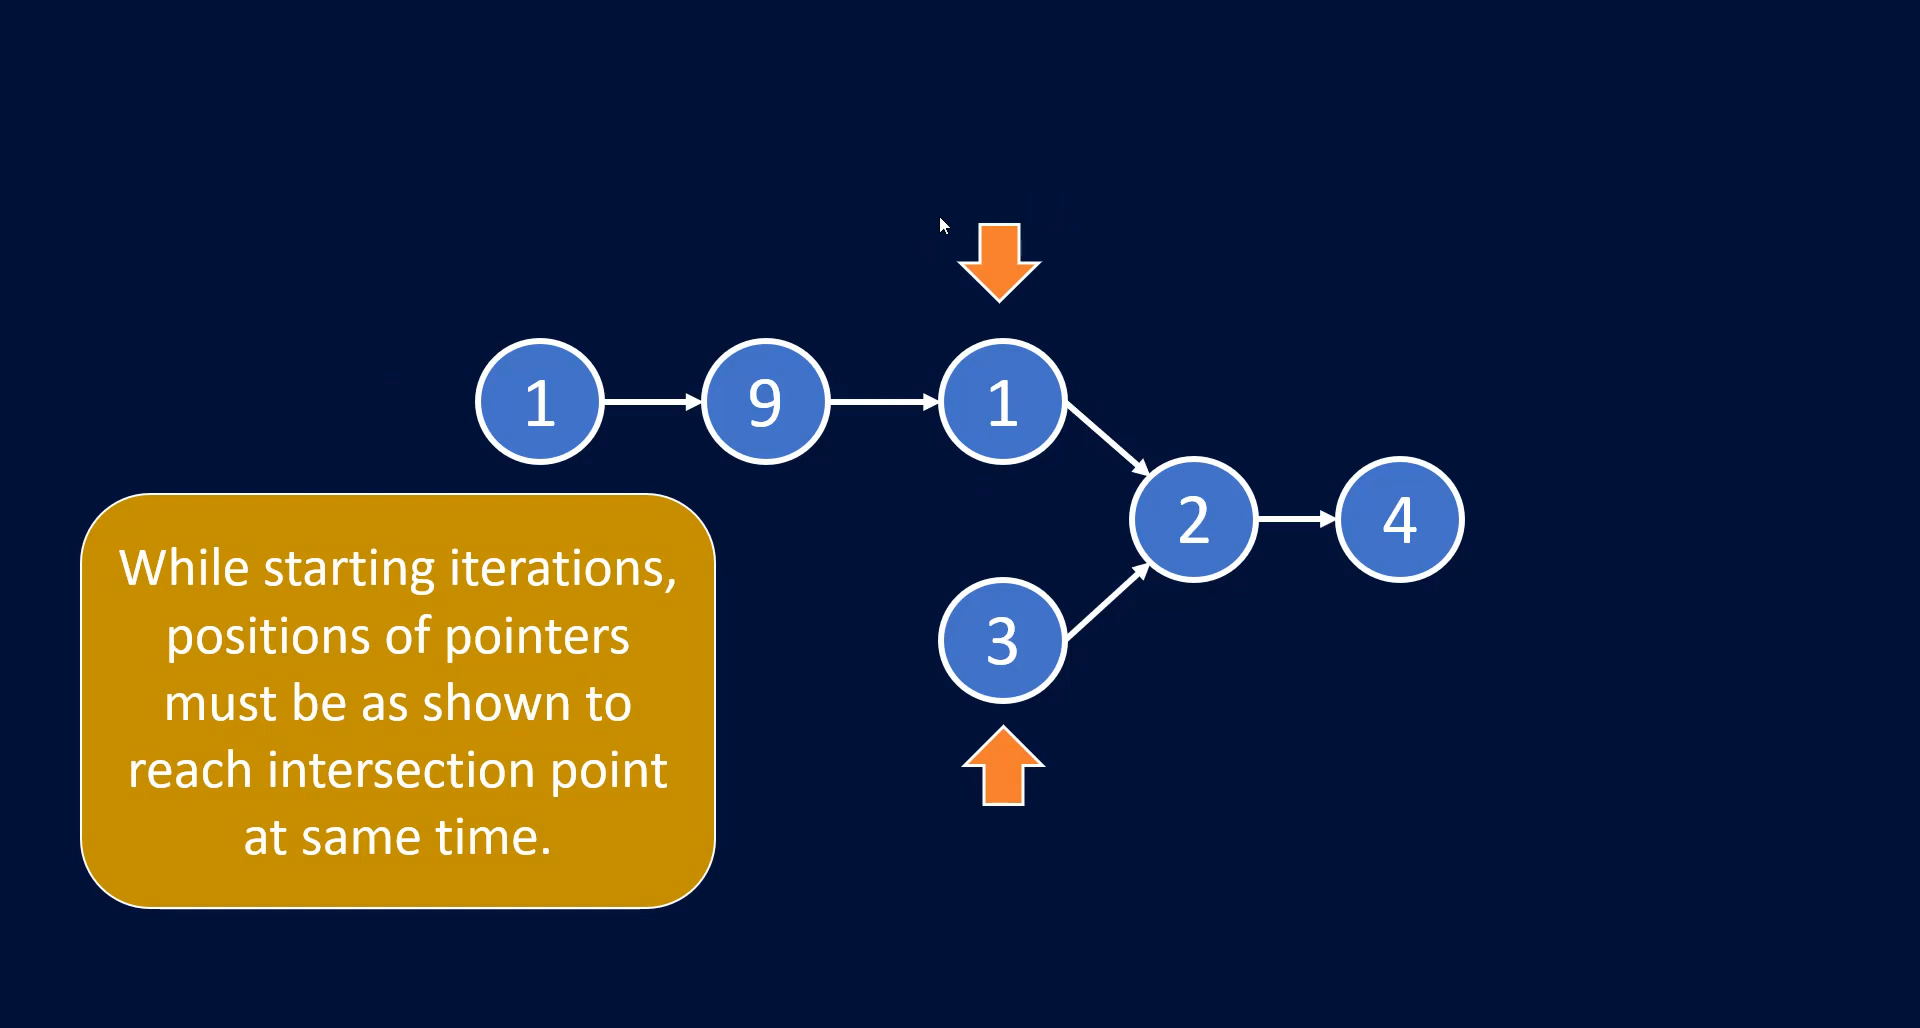 1
9
1
2
4
3
While starting iterations,
positions of pointers
must be as shown to
reach intersection point
at same time.